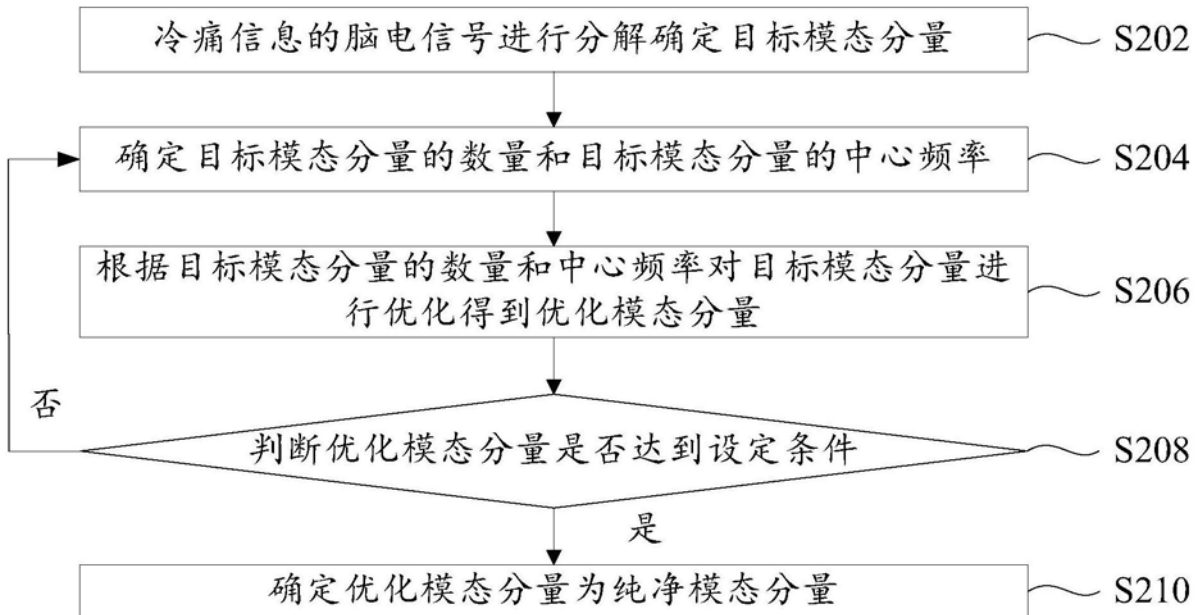 冷痛信息的脑电信号进行分解确定目标模态分量
S202
确定目标模态分量的数量和目标模态分量的中心频率
S204
根据目标模态分量的数量和中心频率对目标模态分量进
行优化得到优化模态分量
S206
否
判断优化模态分量是否达到设定条件
S208
是
确定优化模态分量为纯净模态分量
S210